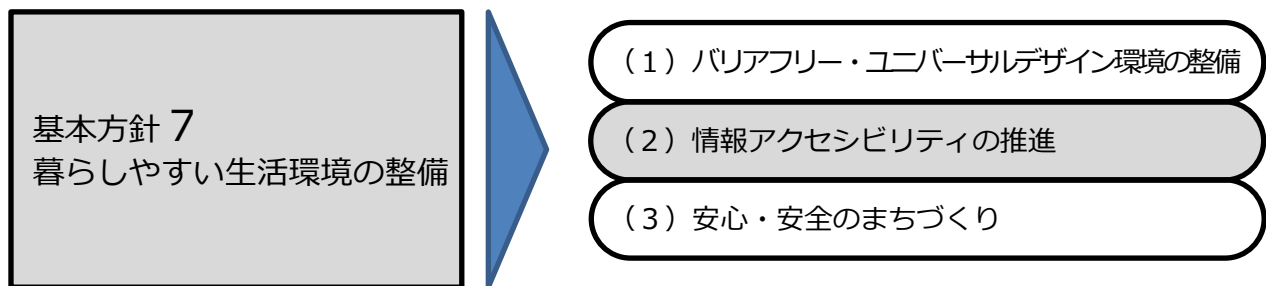 基本方針７
暮らしやすい生活環境の整備
（１）バリアフリー・ユニバーサルデザイン環境の整備
（２）情報アクセシビリティの推進
（３）安心・安全のまちづくり